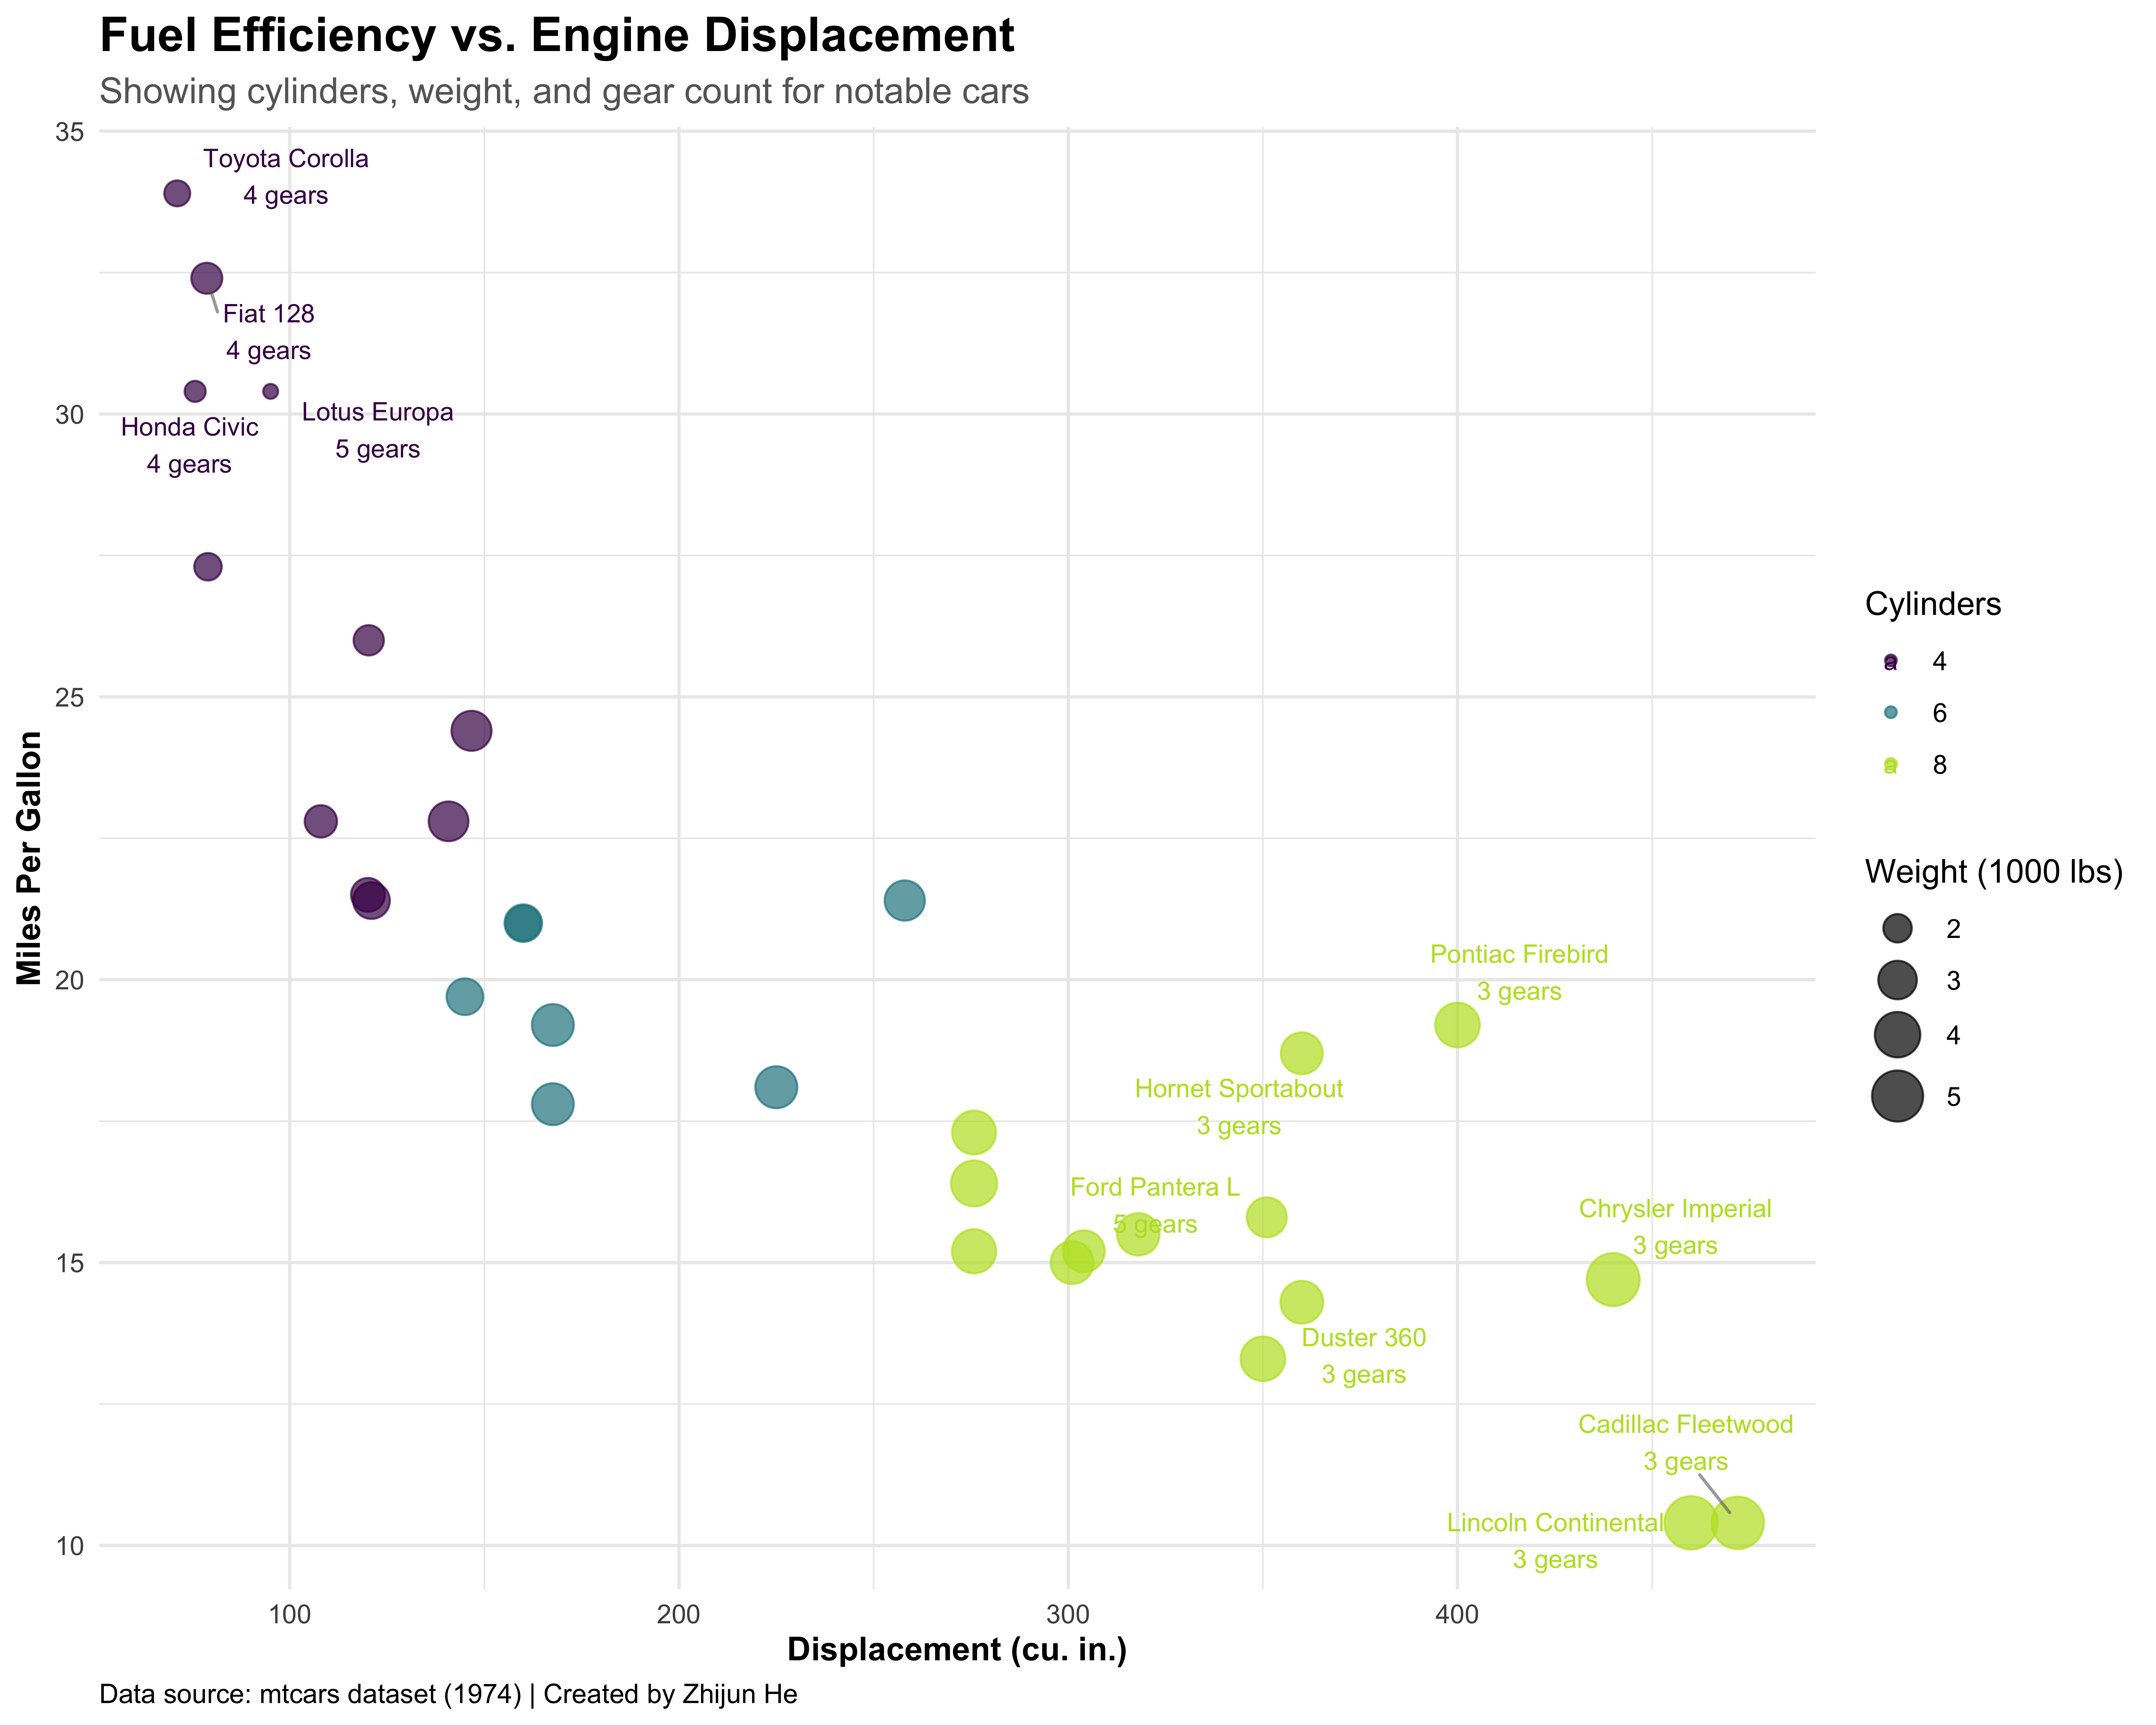 Fuel Efficiency vs. Engine Displacement
Showing cylinders, weight, and gear count for notable cars
35
Toyota Corolla
4 gears
Fiat 128
4 gears
30
Lotus Europa
5 gears
Honda Civic
4 gears
25
20
15
10
Miles Per Gallon
Pontiac Firebird
3 gears
Hornet Sportabout
3 gears
Ford Pantera L
5 gears
Chrysler Imperial
3 gears
Duster 360
3 gears
Cadillac Fleetwood
3 gears
Lincoln Continental
3 gears
100
200
300
400
Displacement (cu. in.)
Cylinders
a 4
6
a 8
Weight (1000 lbs)
2
3
4
5
Data source: mtcars dataset (1974) | Created by Zhijun He